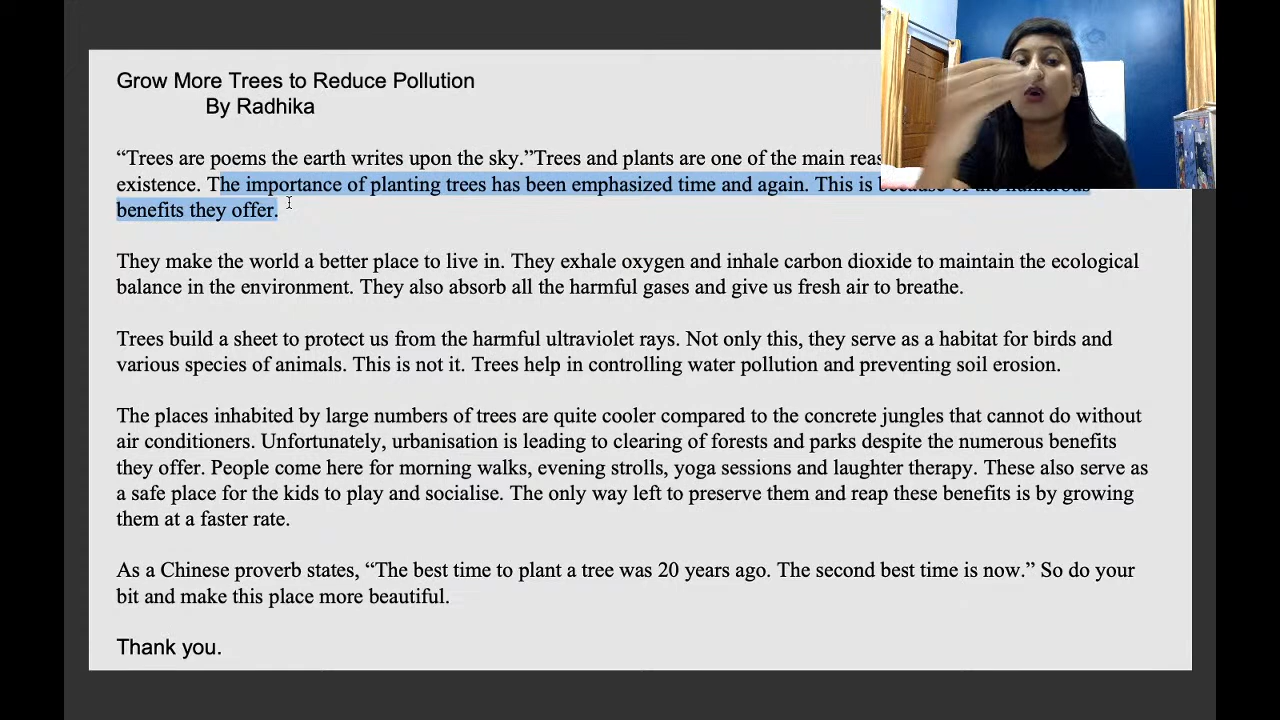 Grow More Trees to Reduce Pollution
By Radhika
“Trees are poems the earth writes upon the sky.”Trees and plants are one of the main
existence. The importance of planting trees has been emphasized time and again. This is because of the numerous
benefits they offer.
They make the world a better place to live in. They exhale oxygen and inhale carbon dioxide to maintain the ecological
balance in the environment. They also absorb all the harmful gases and give us fresh air to breathe.
Trees build a sheet to protect us from the harmful ultraviolet rays. Not only this, they serve as a habitat for birds and
various species of animals. This is not it. Trees help in controlling water pollution and preventing soil erosion.
The places inhabited by large numbers of trees are quite cooler compared to the concrete jungles that cannot do without
air conditioners. Unfortunately, urbanisation is leading to clearing of forests and parks despite the numerous benefits
they offer. People come here for morning walks, evening strolls, yoga sessions and laughter therapy. These also serve as
a safe place for the kids to play and socialise. The only way left to preserve them and reap these benefits is by growing
them at a faster rate.
As a Chinese proverb states, “The best time to plant a tree was 20 years ago. The second best time is now.” So do your
bit and make this place more beautiful.
Thank you.